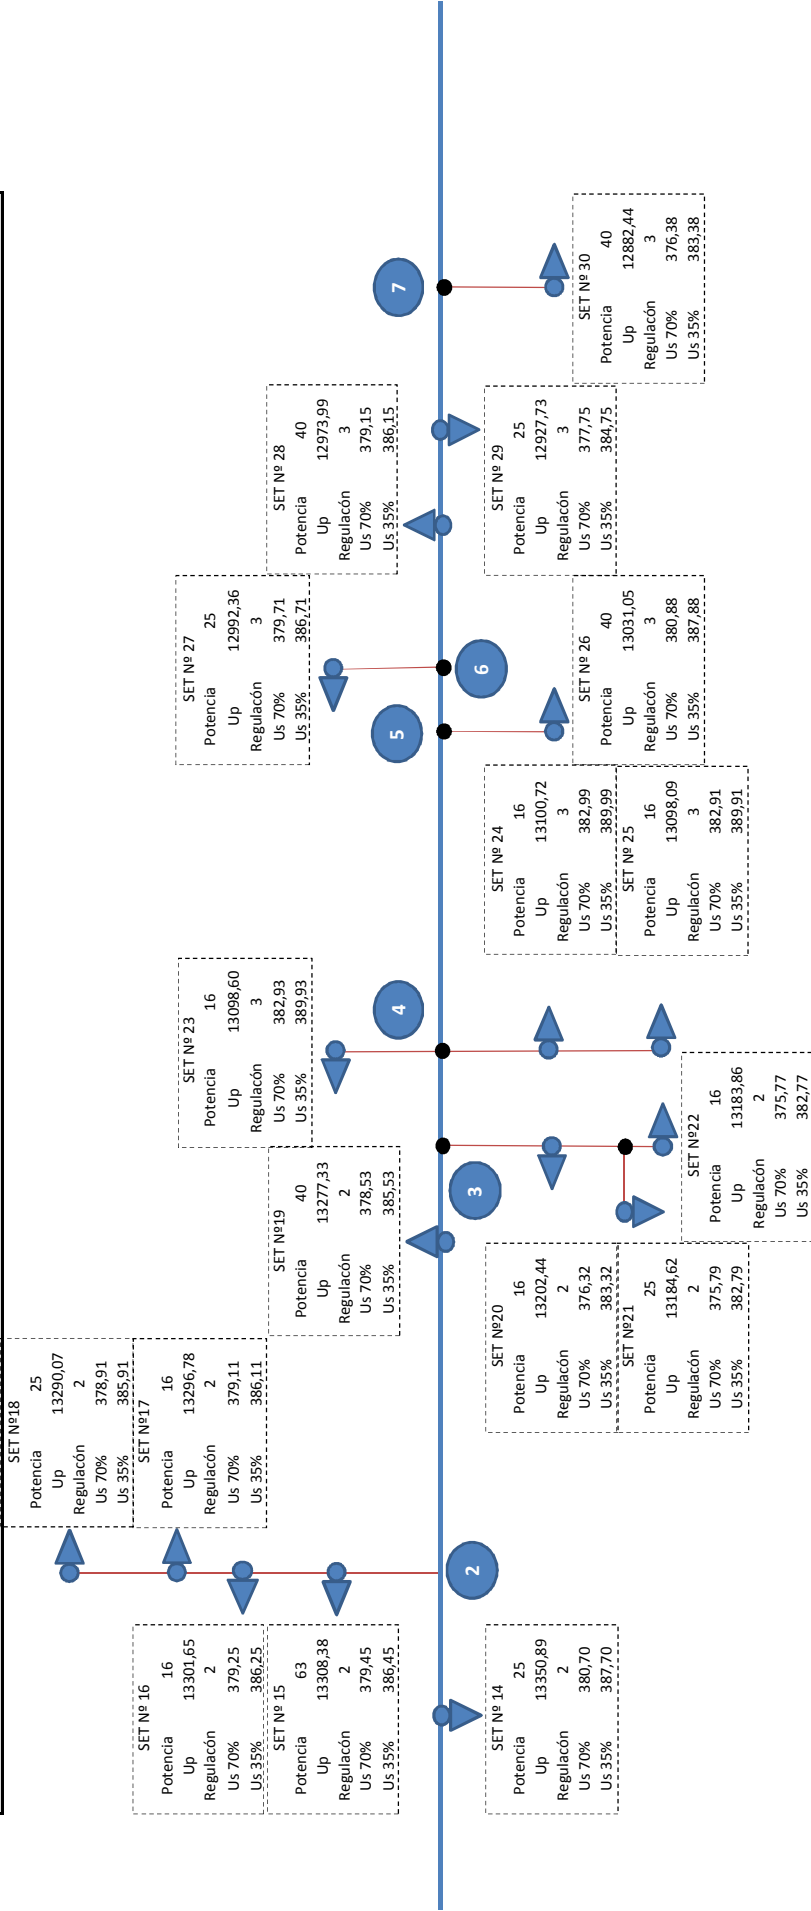 SET Nº18
Potencia 25
Up 13290,07
Regulacón 2
Us 70% 378,91
Us 35% 385,91
SET Nº17
Potencia 16
Up 13296,78
Regulacón 2
Us 70% 379,11
Us 35% 386,11
SET Nº 16
Potencia 16
Up 13301,65
Regulacón 2
Us 70% 379,25
Us 35% 386,25
SET Nº 15
Potencia 63
Up 13308,38
Regulacón 2
Us 70% 379,45
Us 35% 386,45
2
SET Nº 14
Potencia 25
Up 13350,89
Regulacón 2
Us 70% 380,70
Us 35% 387,70
SET Nº19
Potencia 40
Up 13277,33
Regulacón 2
Us 70% 378,53
Us 35% 385,53
3
SET Nº20
Potencia 16
Up 13202,44
Regulacón 2
Us 70% 376,32
Us 35% 383,32
SET Nº21
Potencia 25
Up 13184,62
Regulacón 2
Us 70% 375,79
Us 35% 382,79
SET Nº22
Potencia 16
Up 13183,86
Regulacón 2
Us 70% 375,77
Us 35% 382,77
SET Nº 23
Potencia 16
Up 13098,60
Regulacón 3
Us 70% 382,93
Us 35% 389,93
4
SET Nº 24
Potencia 16
Up 13100,72
Regulacón 3
Us 70% 382,99
Us 35% 389,99
SET Nº 25
Potencia 16
Up 13098,09
Regulacón 3
Us 70% 382,91
Us 35% 389,91
5
SET Nº 26
Potencia 40
Up 13031,05
Regulacón 3
Us 70% 380,88
Us 35% 387,88
SET Nº 27
Potencia 25
Up 12992,36
Regulacón 3
Us 70% 379,71
Us 35% 386,71
6
SET Nº 28
Potencia 40
Up 12973,99
Regulacón 3
Us 70% 379,15
Us 35% 386,15
SET Nº 29
Potencia 25
Up 12927,73
Regulacón 3
Us 70% 377,75
Us 35% 384,75
7
SET Nº 30
Potencia 40
Up 12882,44
Regulacón 3
Us 70% 376,38
Us 35% 383,38